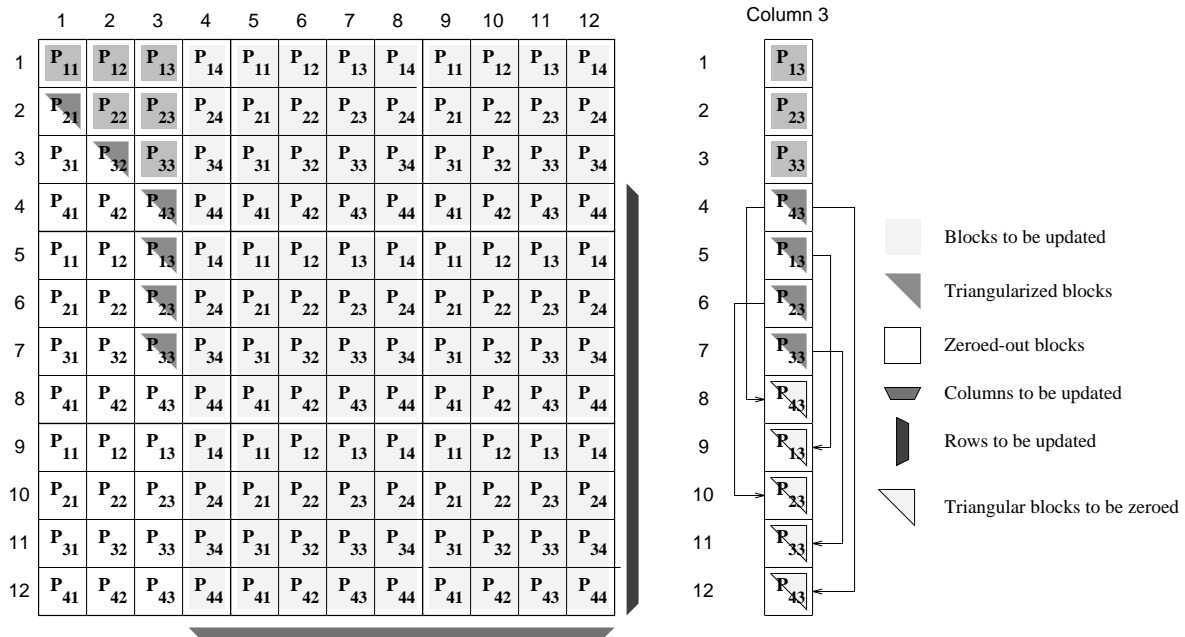 1 2 3 4 5 6 7 8 9 10 11 12
1 P11 P12 P13 P14 P11 P12 P13 P14 P11 P12 P13 P14
2 P21 P22 P23 P24 P21 P22 P23 P24 P21 P22 P23 P24
3 P31 P32 P33 P34 P31 P32 P33 P34 P31 P32 P33 P34
4 P41 P42 P43 P44 P41 P42 P43 P44 P41 P42 P43 P44
5 P11 P12 P13 P14 P11 P12 P13 P14 P11 P12 P13 P14
6 P21 P22 P23 P24 P21 P22 P23 P24 P21 P22 P23 P24
7 P31 P32 P33 P34 P31 P32 P33 P34 P31 P32 P33 P34
8 P41 P42 P43 P44 P41 P42 P43 P44 P41 P42 P43 P44
9 P11 P12 P13 P14 P11 P12 P13 P14 P11 P12 P13 P14
10 P21 P22 P23 P24 P21 P22 P23 P24 P21 P22 P23 P24
11 P31 P32 P33 P34 P31 P32 P33 P34 P31 P32 P33 P34
12 P41 P42 P43 P44 P41 P42 P43 P44 P41 P42 P43 P44
Column 3
1 P13
2 P23
3 P33
4 P43
5 P13
6 P23
7 P33
8 P43
9 P13
10 P23
11 P33
12 P43
Blocks to be updated
Triangularized blocks
Zeroed-out blocks
Columns to be updated
Rows to be updated
Triangular blocks to be zeroed